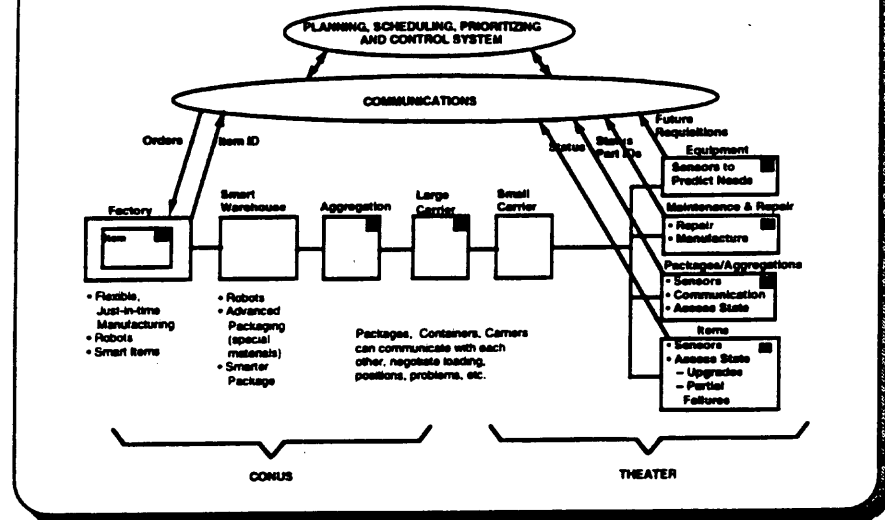 PLANNING, SCHEDULING, PRIORITIZING
AND CONTROL SYSTEM
COMMUNICATIONS
Orders
Item ID
Status
Status
Part IDs
Future
Requisitions
Equipment
Sensors to
Predict Needs
Factory
Item
Smart
Warehouse
Aggregation
Large
Carrier
Small
Carrier
Maintenance & Repair
• Repair
• Manufacture
Packages/Aggregations
• Sensors
• Communication
• Assess State
Items
• Sensors
• Assess State
– Upgrades
– Partial
Failures
• Flexible,
Just-in-time
Manufacturing
• Robots
• Smart Items
• Robots
• Advanced
Packaging
(special
materials)
• Smarter
Package
Packages, Containers, Carriers
can communicate with each
other, negotiate loading,
positions, problems, etc.
CONUS
THEATER